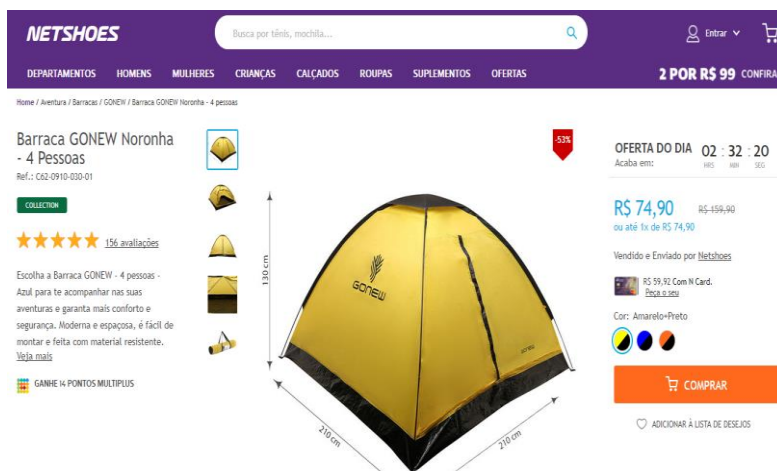 NETSHOES
Busca por tênis, mochila...
Entrar
DEPARTAMENTOS HOMENS MULHERES CRIANÇAS CALÇADOS ROUPAS SUPLEMENTOS OFERTAS
2 POR R$ 99 CONFIRA
Home / Aventura / Barracas / GONEW / Barraca GONEW Noronha - 4 pessoas
Barraca GONEW Noronha
- 4 Pessoas
Ref.: C62-0910-030-01
COLLECTION
156 avaliações
Escolha a Barraca GONEW - 4 pessoas -
Azul para te acompanhar nas suas
aventuras e garanta mais conforto e
segurança. Moderna e espaçosa, é fácil de
montar e feita com material resistente.
Veja mais
GANHE 14 PONTOS MULTIPLUS
-53%
130 cm
GONEW
GONEW
210 cm
210 cm
OFERTA DO DIA 02 : 32 : 20
Acaba em: HRS MIN SEG
R$ 74,90 R$ 159,90
ou até 1x de R$ 74,90
Vendido e Enviado por Netshoes
R$ 59,92 Com N Card.
Peça o seu
Cor: Amarelo+Preto
COMPRAR
ADICIONAR À LISTA DE DESEJOS